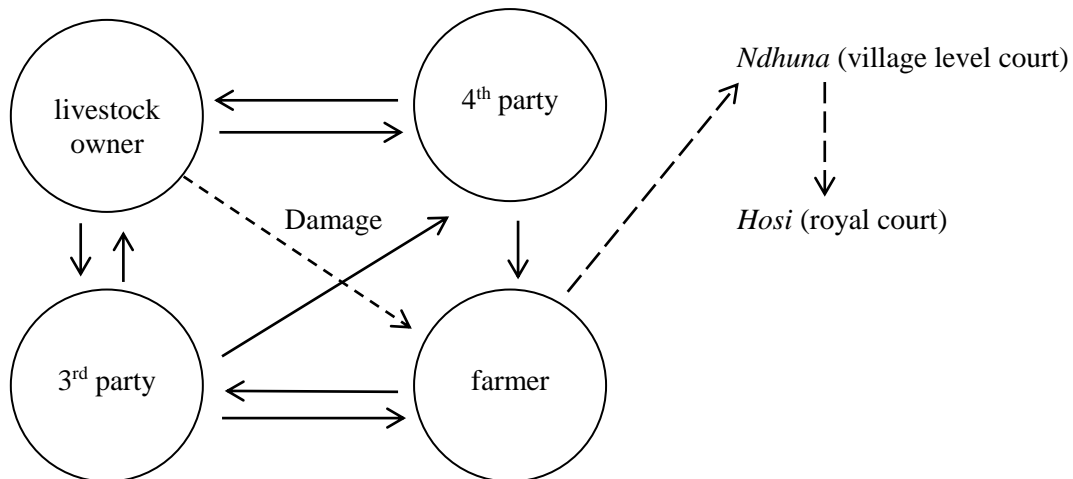 livestock
owner
4th party
Ndhuna (village level court)
Damage
Hosi (royal court)
3rd party
farmer